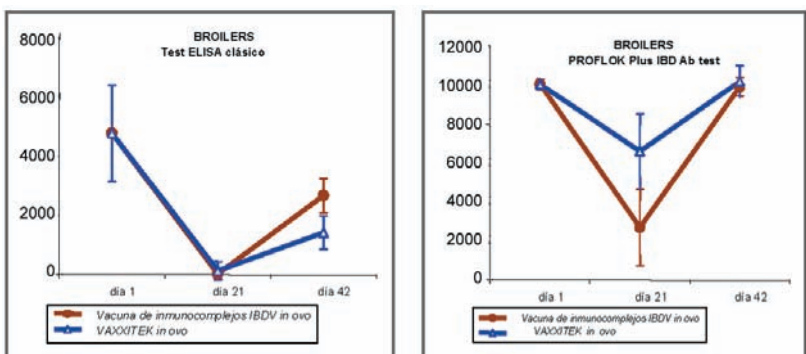 BROILERS
Test ELISA clásico
8000
6000
4000
2000
0
día 1
día 21
día 42
Vacuna de inmunocomplejos IBDV in ovo
VAXXITEK in ovo
BROILERS
PROFLOK Plus IBD Ab test
12000
10000
8000
6000
4000
2000
0
día 1
día 21
día 42
Vacuna de inmunocomplejos IBDV in ovo
VAXXITEK in ovo